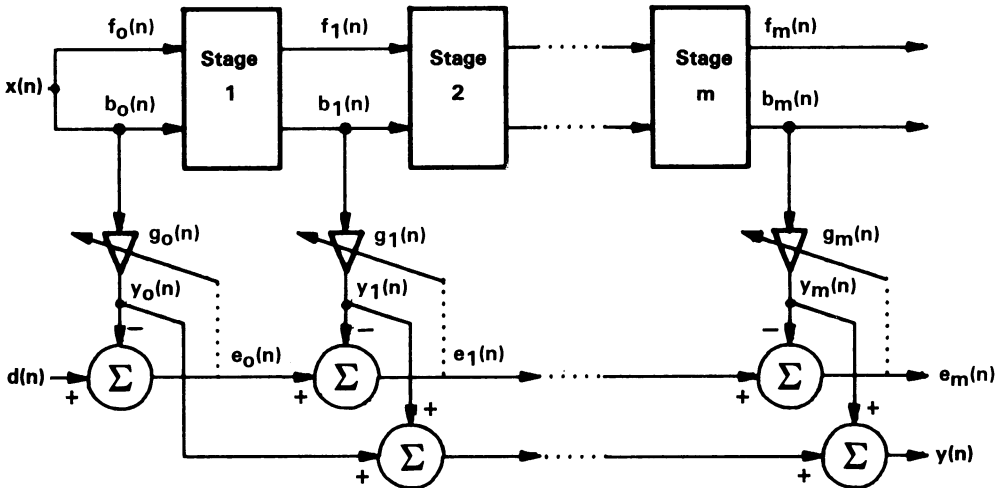 f₀(n) f₁(n) fₘ(n)
Stage Stage Stage
x(n) 1 2 m
b₀(n) b₁(n) bₘ(n)
g₀(n) g₁(n) gₘ(n)
y₀(n) y₁(n) yₘ(n)
− − −
d(n) Σ e₀(n) Σ e₁(n) Σ eₘ(n)
+ + +
+ +
Σ Σ y(n)
+ +